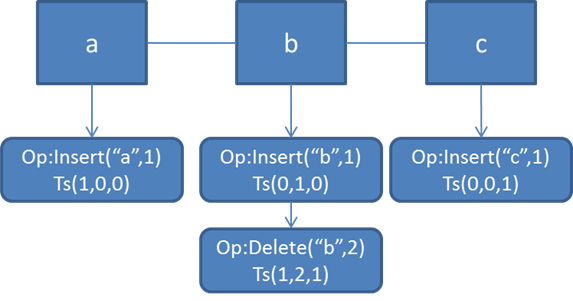 a
b
c
Op:Insert(“a”,1)
Ts(1,0,0)
Op:Insert(“b”,1)
Ts(0,1,0)
Op:Insert(“c”,1)
Ts(0,0,1)
Op:Delete(“b”,2)
Ts(1,2,1)